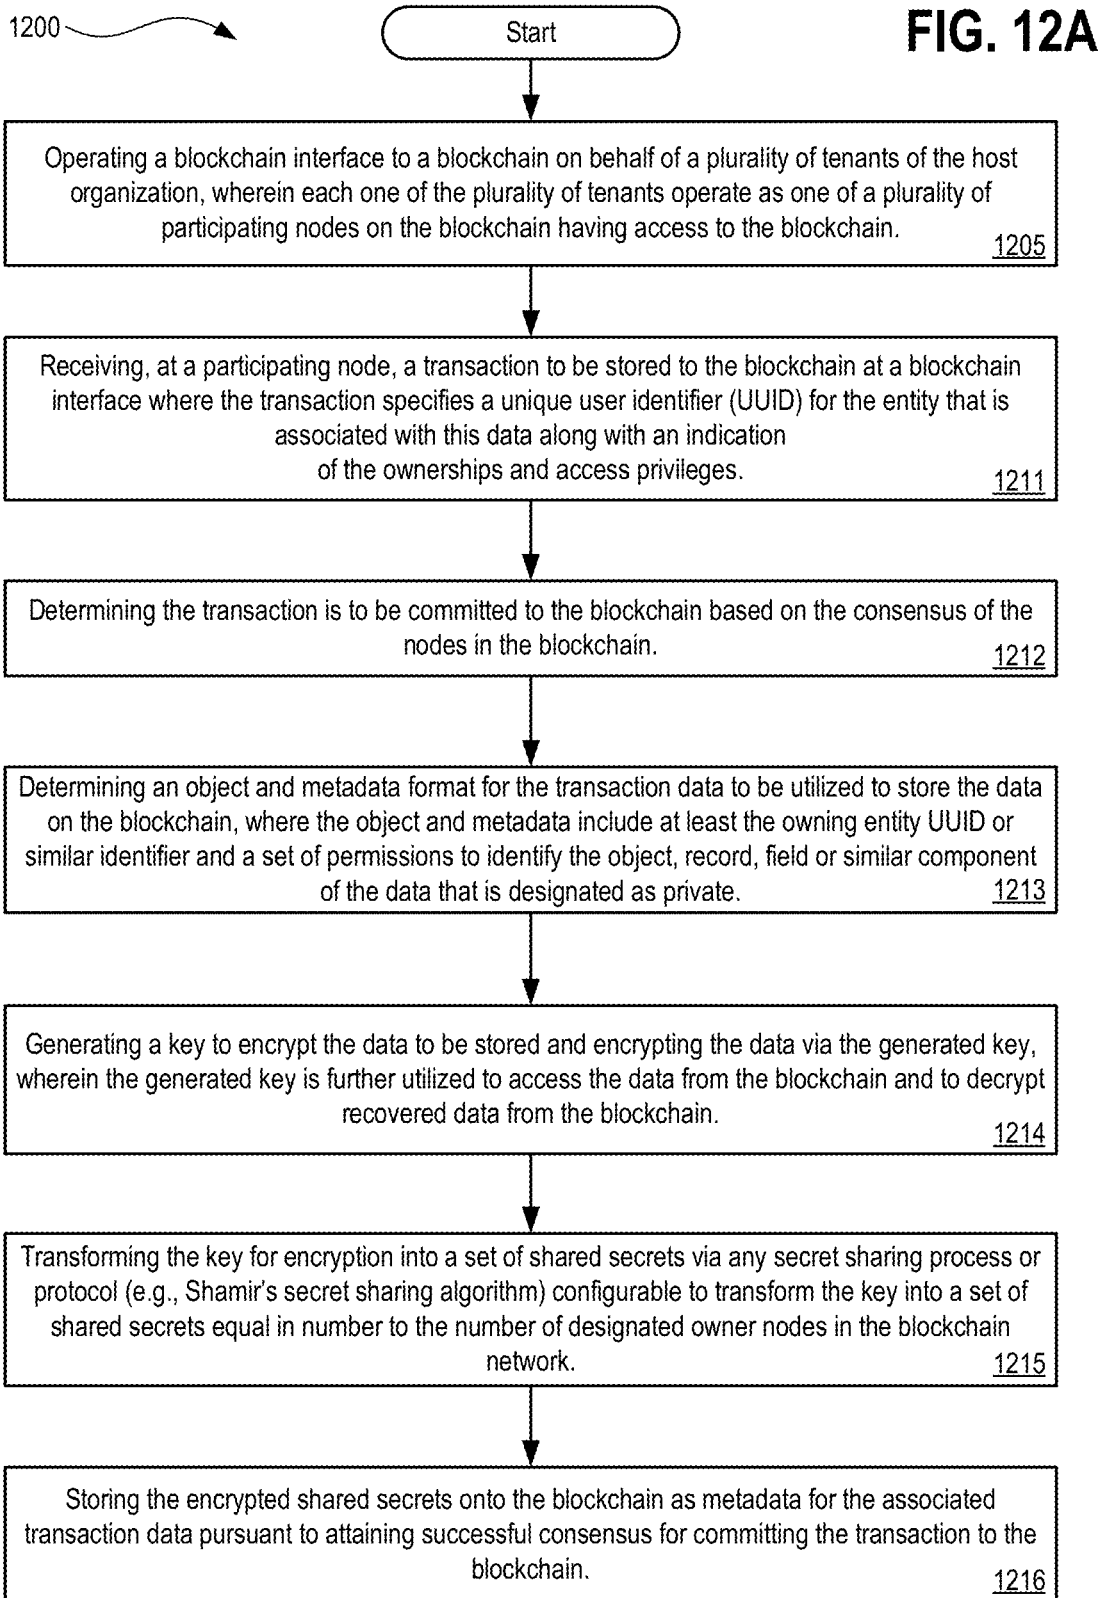 1200
Start
FIG. 12A
Operating a blockchain interface to a blockchain on behalf of a plurality of tenants of the host
organization, wherein each one of the plurality of tenants operate as one of a plurality of
participating nodes on the blockchain having access to the blockchain.
1205
Receiving, at a participating node, a transaction to be stored to the blockchain at a blockchain
interface where the transaction specifies a unique user identifier (UUID) for the entity that is
associated with this data along with an indication
of the ownerships and access privileges.
1211
Determining the transaction is to be committed to the blockchain based on the consensus of the
nodes in the blockchain.
1212
Determining an object and metadata format for the transaction data to be utilized to store the data
on the blockchain, where the object and metadata include at least the owning entity UUID or
similar identifier and a set of permissions to identify the object, record, field or similar component
of the data that is designated as private.
1213
Generating a key to encrypt the data to be stored and encrypting the data via the generated key,
wherein the generated key is further utilized to access the data from the blockchain and to decrypt
recovered data from the blockchain.
1214
Transforming the key for encryption into a set of shared secrets via any secret sharing process or
protocol (e.g., Shamir's secret sharing algorithm) configurable to transform the key into a set of
shared secrets equal in number to the number of designated owner nodes in the blockchain
network.
1215
Storing the encrypted shared secrets onto the blockchain as metadata for the associated
transaction data pursuant to attaining successful consensus for committing the transaction to the
blockchain.
1216